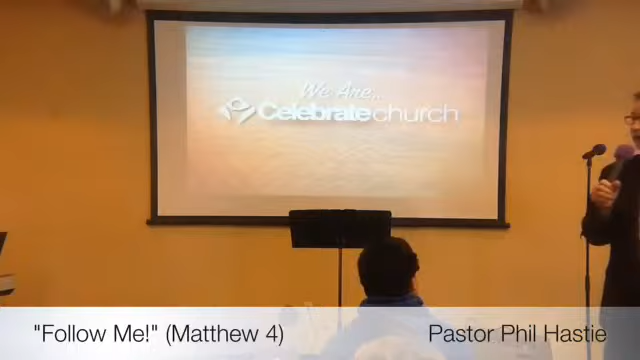 We Are...
Celebratechurch
"Follow Me!" (Matthew 4)
Pastor Phil Hastie